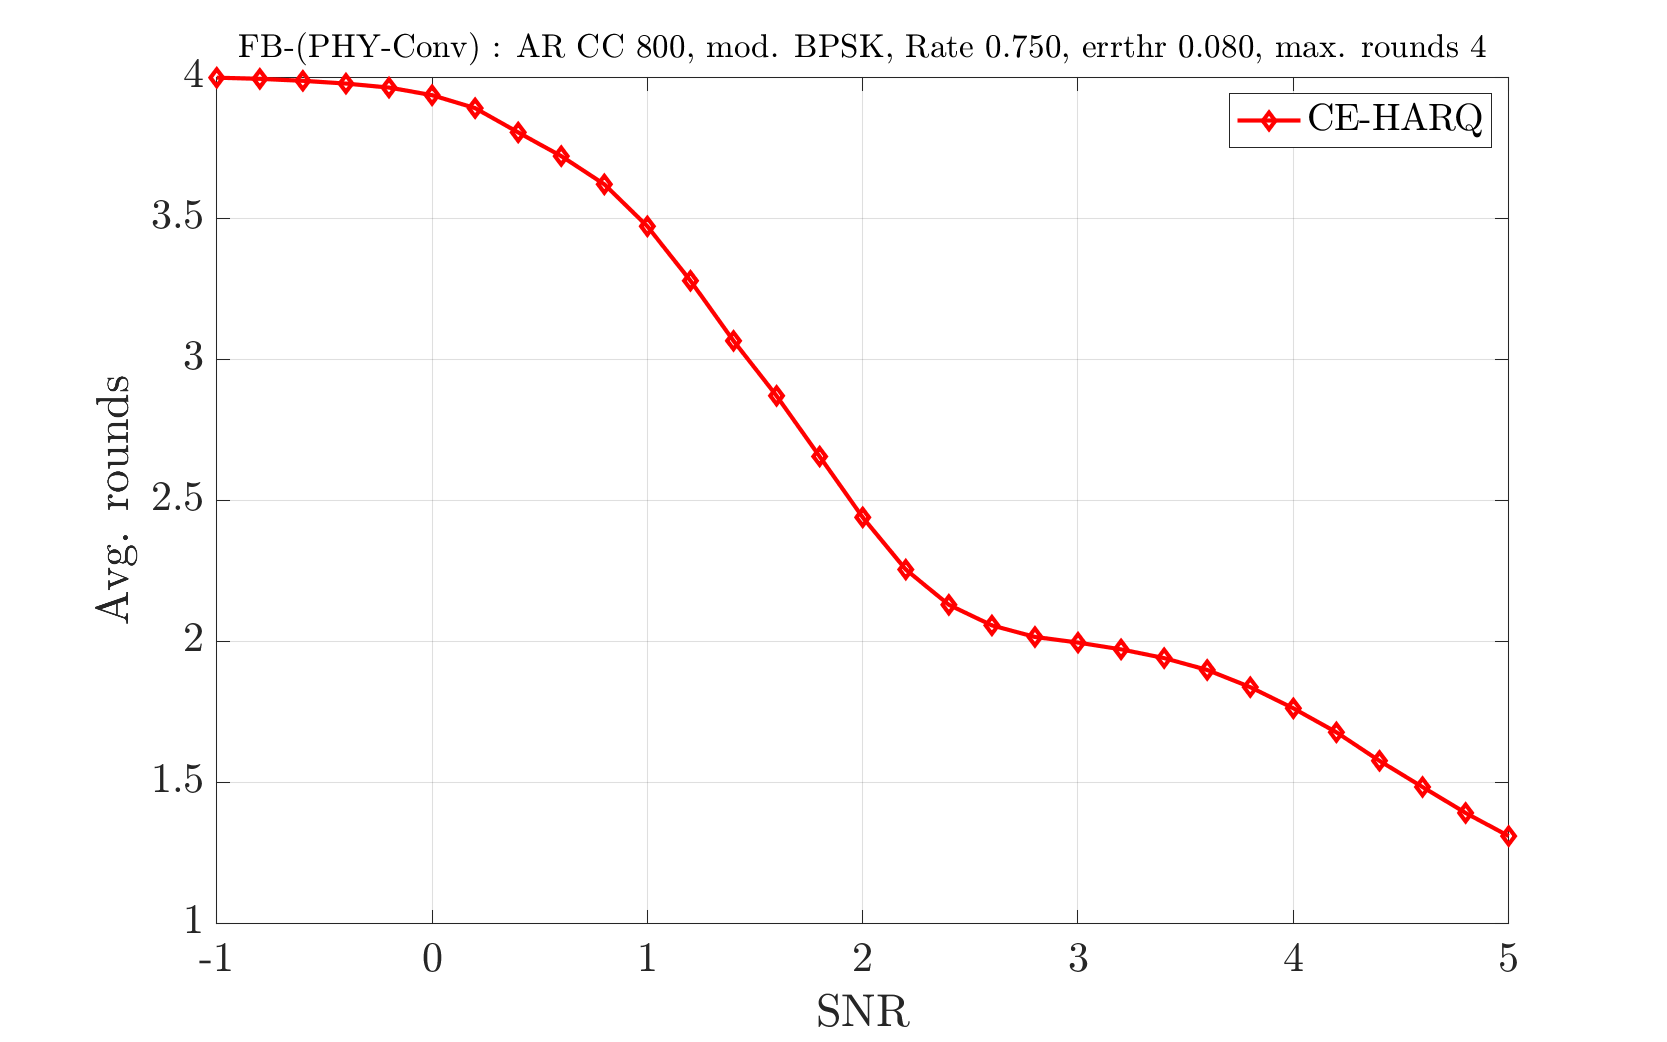 FB-(PHY-Conv) : AR CC 800, mod. BPSK, Rate 0.750, errthr 0.080, max. rounds 4
CE-HARQ
4
3.5
3
2.5
2
1.5
1
Avg. rounds
-1 0 1 2 3 4 5
SNR